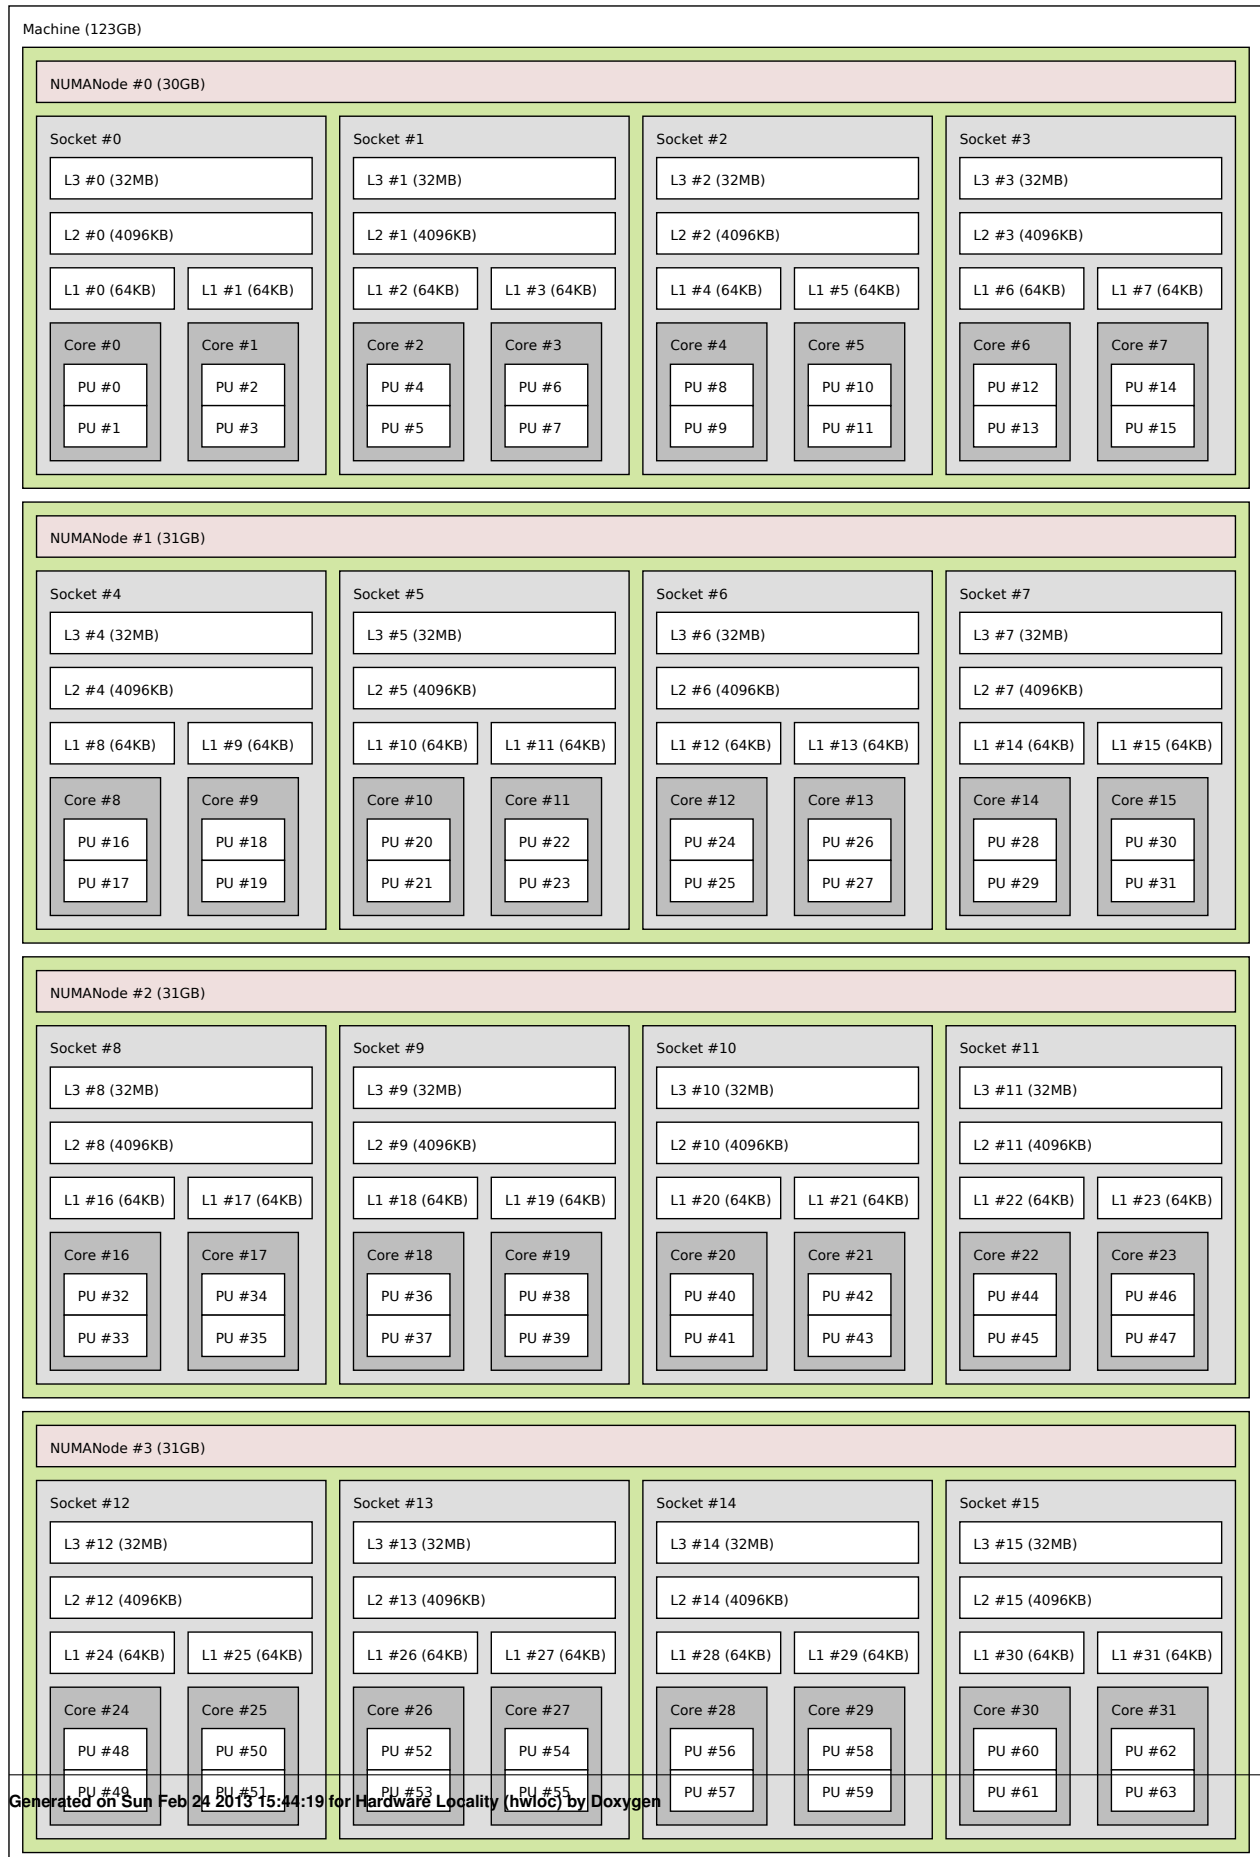 Machine (123GB)
NUMANode #0 (30GB)
Socket #0 Socket #1 Socket #2 Socket #3
L3 #0 (32MB) L3 #1 (32MB) L3 #2 (32MB) L3 #3 (32MB)
L2 #0 (4096KB) L2 #1 (4096KB) L2 #2 (4096KB) L2 #3 (4096KB)
L1 #0 (64KB) L1 #1 (64KB) L1 #2 (64KB) L1 #3 (64KB) L1 #4 (64KB) L1 #5 (64KB) L1 #6 (64KB) L1 #7 (64KB)
Core #0 Core #1 Core #2 Core #3 Core #4 Core #5 Core #6 Core #7
PU #0 PU #2 PU #4 PU #6 PU #8 PU #10 PU #12 PU #14
PU #1 PU #3 PU #5 PU #7 PU #9 PU #11 PU #13 PU #15
NUMANode #1 (31GB)
Socket #4 Socket #5 Socket #6 Socket #7
L3 #4 (32MB) L3 #5 (32MB) L3 #6 (32MB) L3 #7 (32MB)
L2 #4 (4096KB) L2 #5 (4096KB) L2 #6 (4096KB) L2 #7 (4096KB)
L1 #8 (64KB) L1 #9 (64KB) L1 #10 (64KB) L1 #11 (64KB) L1 #12 (64KB) L1 #13 (64KB) L1 #14 (64KB) L1 #15 (64KB)
Core #8 Core #9 Core #10 Core #11 Core #12 Core #13 Core #14 Core #15
PU #16 PU #18 PU #20 PU #22 PU #24 PU #26 PU #28 PU #30
PU #17 PU #19 PU #21 PU #23 PU #25 PU #27 PU #29 PU #31
NUMANode #2 (31GB)
Socket #8 Socket #9 Socket #10 Socket #11
L3 #8 (32MB) L3 #9 (32MB) L3 #10 (32MB) L3 #11 (32MB)
L2 #8 (4096KB) L2 #9 (4096KB) L2 #10 (4096KB) L2 #11 (4096KB)
L1 #16 (64KB) L1 #17 (64KB) L1 #18 (64KB) L1 #19 (64KB) L1 #20 (64KB) L1 #21 (64KB) L1 #22 (64KB) L1 #23 (64KB)
Core #16 Core #17 Core #18 Core #19 Core #20 Core #21 Core #22 Core #23
PU #32 PU #34 PU #36 PU #38 PU #40 PU #42 PU #44 PU #46
PU #33 PU #35 PU #37 PU #39 PU #41 PU #43 PU #45 PU #47
NUMANode #3 (31GB)
Socket #12 Socket #13 Socket #14 Socket #15
L3 #12 (32MB) L3 #13 (32MB) L3 #14 (32MB) L3 #15 (32MB)
L2 #12 (4096KB) L2 #13 (4096KB) L2 #14 (4096KB) L2 #15 (4096KB)
L1 #24 (64KB) L1 #25 (64KB) L1 #26 (64KB) L1 #27 (64KB) L1 #28 (64KB) L1 #29 (64KB) L1 #30 (64KB) L1 #31 (64KB)
Core #24 Core #25 Core #26 Core #27 Core #28 Core #29 Core #30 Core #31
PU #48 PU #50 PU #52 PU #54 PU #56 PU #58 PU #60 PU #62
PU #49 PU #51 PU #53 PU #55 PU #57 PU #59 PU #61 PU #63
Generated on Sun Feb 24 2013 15:44:19 for Hardware Locality (hwloc) by Doxygen